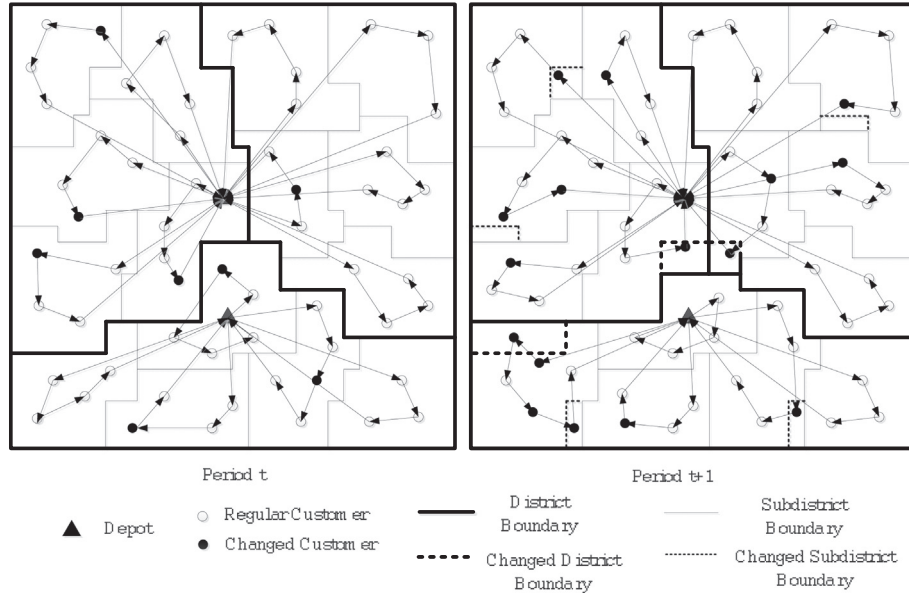 Period t
Period t+1
Depot
Regular Customer
Changed Customer
District
Boundary
Changed District
Boundary
Subdistrict
Boundary
Changed Subdistrict
Boundary